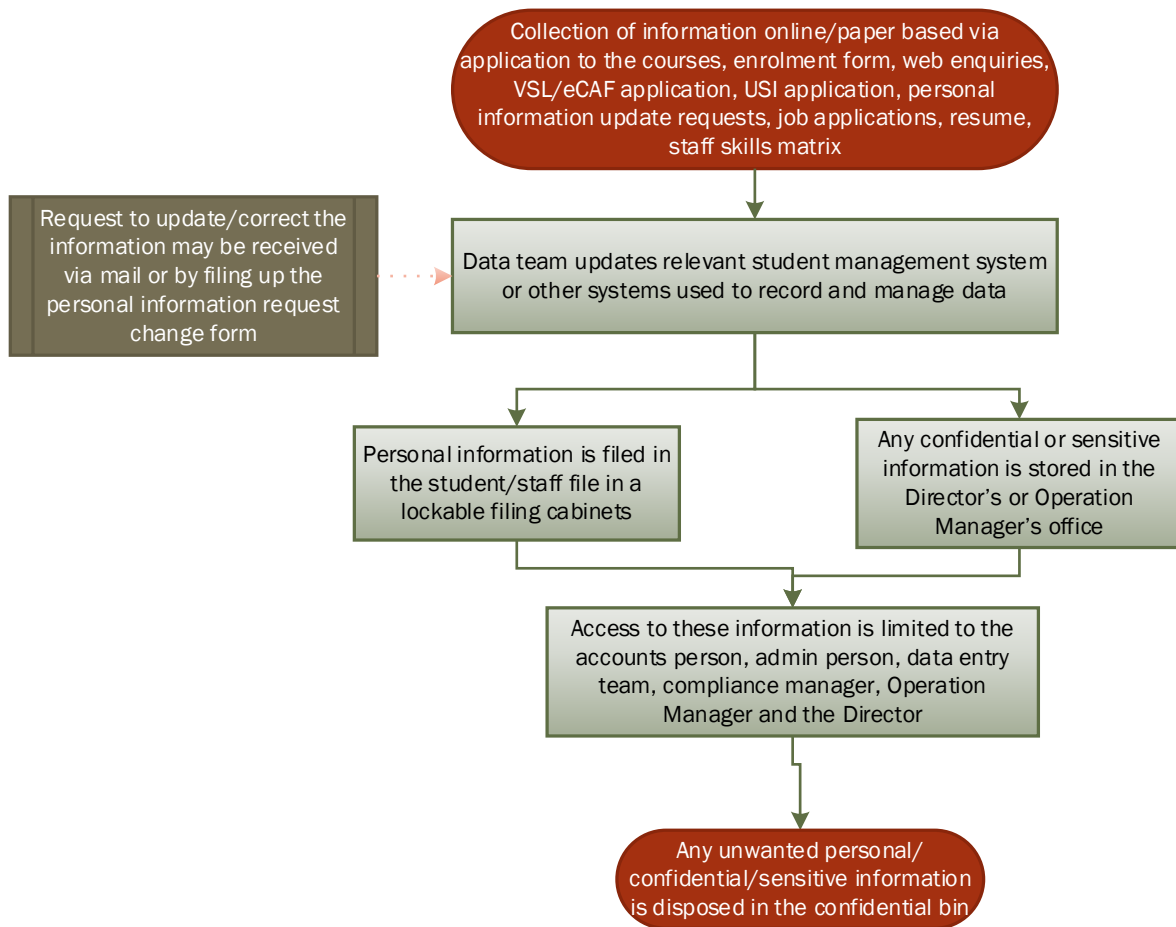 Collection of information online/paper based via
application to the courses, enrolment form, web enquiries,
VSL/eCAF application, USI application, personal
information update requests, job applications, resume,
staff skills matrix
Request to update/correct the
information may be received
via mail or by filing up the
personal information request
change form
Data team updates relevant student management system
or other systems used to record and manage data
Personal information is filed in
the student/staff file in a
lockable filing cabinets
Any confidential or sensitive
information is stored in the
Director’s or Operation
Manager’s office
Access to these information is limited to the
accounts person, admin person, data entry
team, compliance manager, Operation
Manager and the Director
Any unwanted personal/
confidential/sensitive information
is disposed in the confidential bin